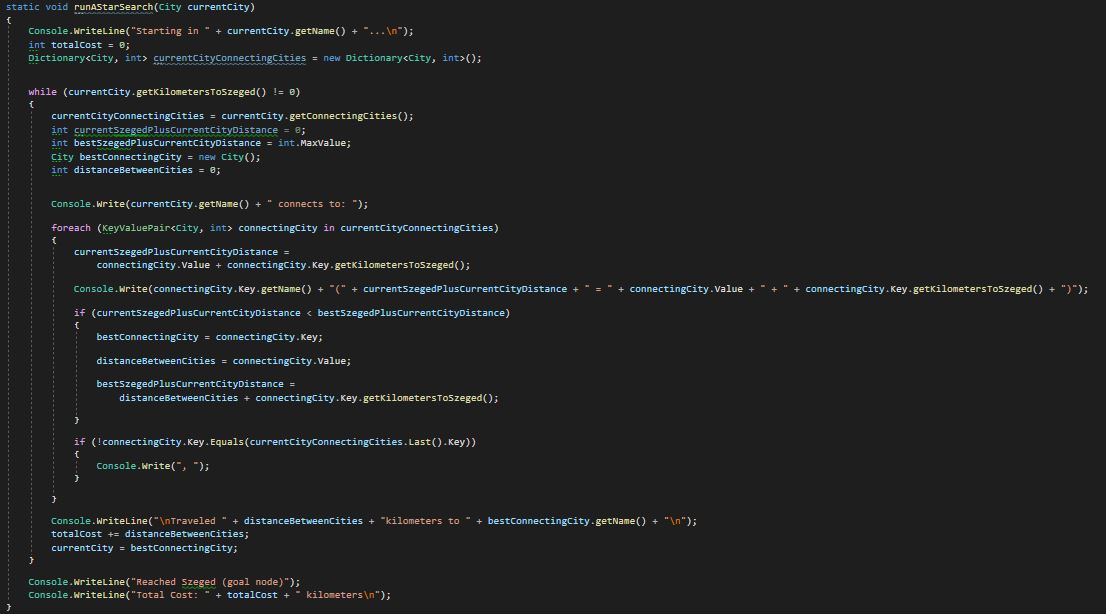 static void runAStarSearch(City currentCity)
{
    Console.WriteLine("Starting in " + currentCity.getName() + "...\n");
    int totalCost = 0;
    Dictionary<City, int> currentCityConnectingCities = new Dictionary<City, int>();

    while (currentCity.getKilometersToSzeged() != 0)
    {
        currentCityConnectingCities = currentCity.getConnectingCities();
        int currentSzegedPlusCurrentCityDistance = 0;
        int bestSzegedPlusCurrentCityDistance = int.MaxValue;
        City bestConnectingCity = new City();
        int distanceBetweenCities = 0;

        Console.Write(currentCity.getName() + " connects to: ");

        foreach (KeyValuePair<City, int> connectingCity in currentCityConnectingCities)
        {
            currentSzegedPlusCurrentCityDistance =
                connectingCity.Value + connectingCity.Key.getKilometersToSzeged();

            Console.Write(connectingCity.Key.getName() + "(" + currentSzegedPlusCurrentCityDistance + " = " + connectingCity.Value + " + " + connectingCity.Key.getKilometersToSzeged() + ")");

            if (currentSzegedPlusCurrentCityDistance < bestSzegedPlusCurrentCityDistance)
            {
                bestConnectingCity = connectingCity.Key;

                distanceBetweenCities = connectingCity.Value;

                bestSzegedPlusCurrentCityDistance =
                    distanceBetweenCities + connectingCity.Key.getKilometersToSzeged();

            }

            if (!connectingCity.Key.Equals(currentCityConnectingCities.Last().Key))
            {
                Console.Write(", ");
            }

        }

        Console.WriteLine("\nTraveled " + distanceBetweenCities + "kilometers to " + bestConnectingCity.getName() + "\n");
        totalCost += distanceBetweenCities;
        currentCity = bestConnectingCity;
    }

    Console.WriteLine("Reached Szeged (goal node)");
    Console.WriteLine("Total Cost: " + totalCost + " kilometers\n");
}